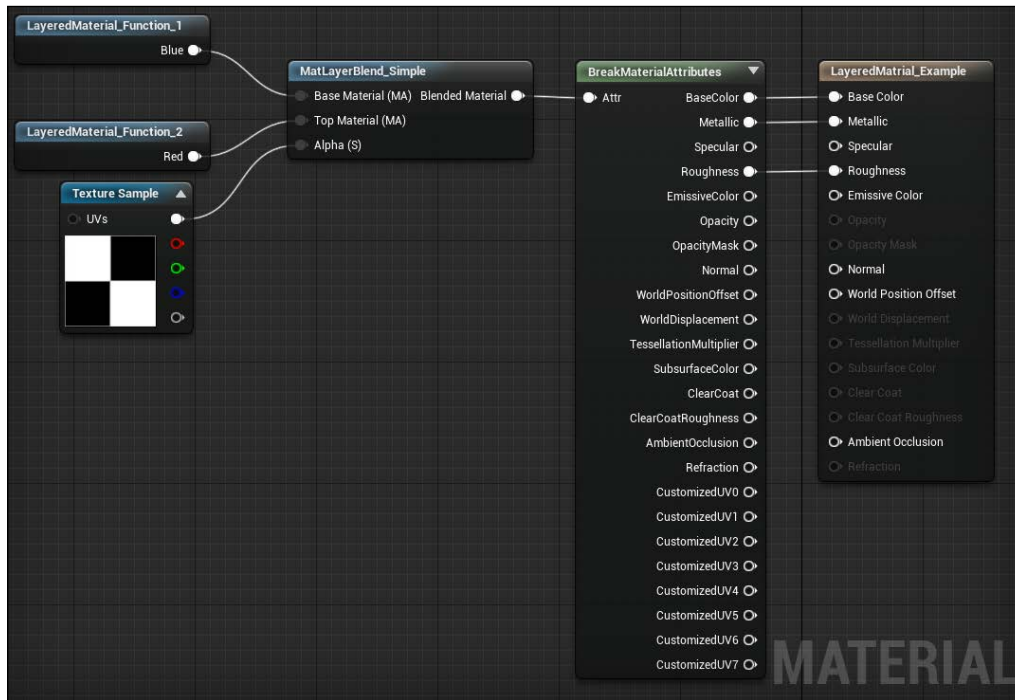 LayeredMaterial_Function_1
Blue
LayeredMaterial_Function_2
Red
Texture Sample
UVs
MatLayerBlend_Simple
Base Material (MA) Blended Material
Top Material (MA)
Alpha (S)
BreakMaterialAttributes
Attr BaseColor
Metallic
Specular
Roughness
EmissiveColor
Opacity
OpacityMask
Normal
WorldPositionOffset
WorldDisplacement
TessellationMultiplier
SubsurfaceColor
ClearCoat
ClearCoatRoughness
AmbientOcclusion
Refraction
CustomizedUV0
CustomizedUV1
CustomizedUV2
CustomizedUV3
CustomizedUV4
CustomizedUV5
CustomizedUV6
CustomizedUV7
LayeredMatrial_Example
Base Color
Metallic
Specular
Roughness
Emissive Color
Opacity
Opacity Mask
Normal
World Position Offset
World Displacement
Tessellation Multiplier
Subsurface Color
Clear Coat
Clear Coat Roughness
Ambient Occlusion
Refraction
MATERIAL